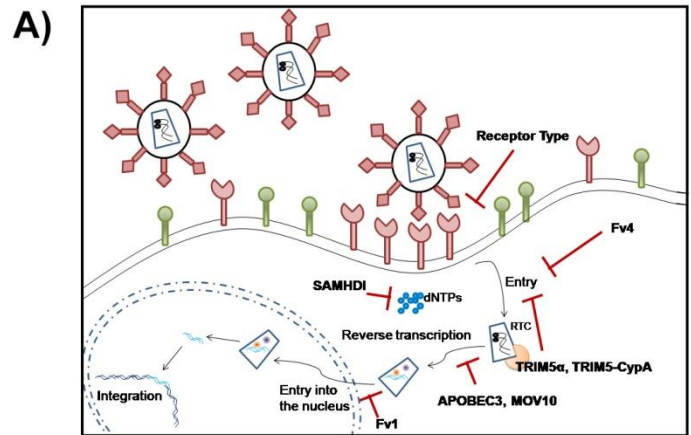 A)
Receptor Type
Fv4
SAMHDI
dNTPs
Entry
RTC
Reverse transcription
TRIM5α, TRIM5-CypA
Entry into
the nucleus
APOBEC3, MOV10
Integration
Fv1